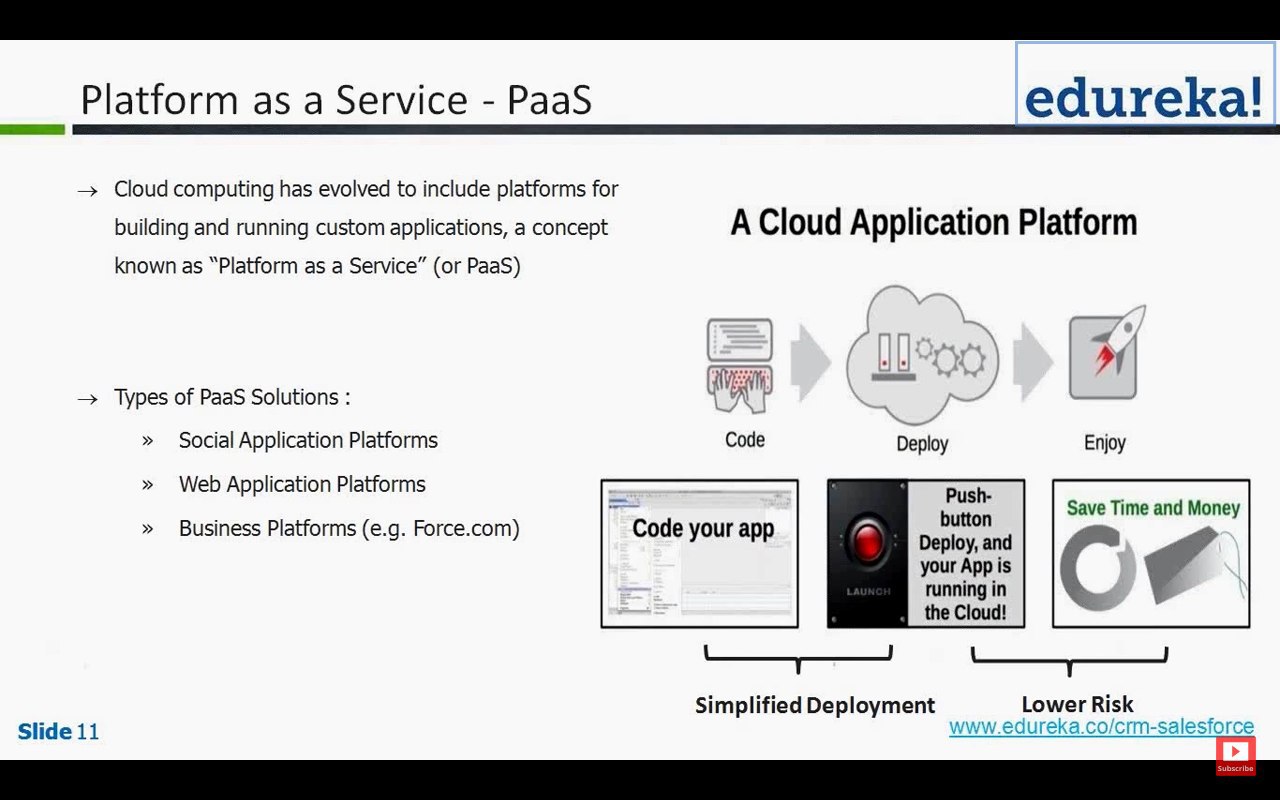 Platform as a Service - PaaS
edureka!
→ Cloud computing has evolved to include platforms for
building and running custom applications, a concept
known as “Platform as a Service” (or PaaS)
→ Types of PaaS Solutions :
» Social Application Platforms
» Web Application Platforms
» Business Platforms (e.g. Force.com)
A Cloud Application Platform
Code
Deploy
Enjoy
Code your app
LAUNCH
Push-
button
Deploy, and
your App is
running in
the Cloud!
Save Time and Money
Simplified Deployment
Lower Risk
Slide 11
www.edureka.co/crm-salesforce
Subscribe